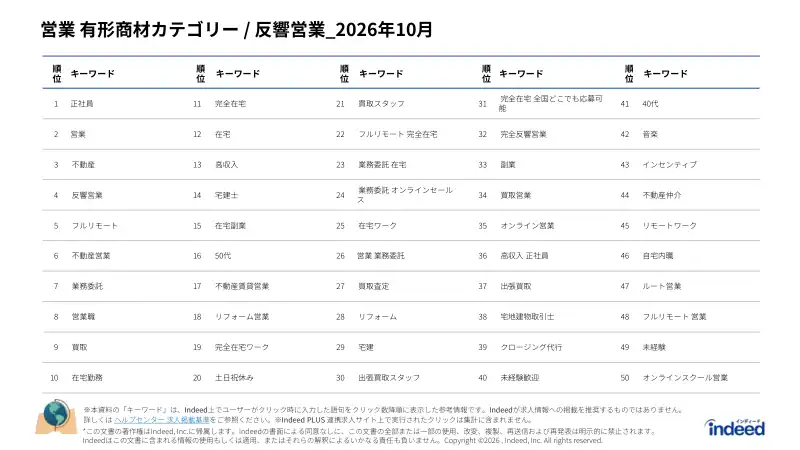 営業 有形商材カテゴリー / 反響営業_2026年10月
順位 キーワード 順位 キーワード 順位 キーワード 順位 キーワード 順位 キーワード
1 正社員 11 完全在宅 21 買取スタッフ 31 完全在宅 全国どこでも応募可能 41 40代
2 営業 12 在宅 22 フルリモート 完全在宅 32 完全反響営業 42 音楽
3 不動産 13 高収入 23 業務委託 在宅 33 副業 43 インセンティブ
4 反響営業 14 宅建士 24 業務委託 オンラインセールス 34 買取営業 44 不動産仲介
5 フルリモート 15 在宅副業 25 在宅ワーク 35 オンライン営業 45 リモートワーク
6 不動産営業 16 50代 26 営業 業務委託 36 高収入 正社員 46 自宅内職
7 業務委託 17 不動産賃貸営業 27 買取査定 37 出張買取 47 ルート営業
8 営業職 18 リフォーム営業 28 リフォーム 38 宅地建物取引士 48 フルリモート 営業
9 買取 19 完全在宅ワーク 29 宅建 39 クロージング代行 49 未経験
10 在宅勤務 20 土日祝休み 30 出張買取スタッフ 40 未経験歓迎 50 オンラインスクール営業
※本資料の「キーワード」は、Indeed上でユーザーがクリック時に入力した語句をクリック数降順に表示した参考情報です。Indeedが求人情報への掲載を推奨するものではありません。
詳しくは ヘルプセンター 求人掲載基準をご参照ください。※Indeed PLUS 連携求人サイト上で実行されたクリックは集計に含まれません。
*この文書の著作権はIndeed, Inc.に帰属します。Indeedの書面による同意なしに、この文書の全部または一部の使用、改変、複製、再送信および再発表は明示的に禁止されます。
Indeedはこの文書に含まれる情報の使用もしくは適用、またはそれらの解釈によるいかなる責任も負いません。Copyright ©2026 , Indeed, Inc. All rights reserved.
インディード
indeed